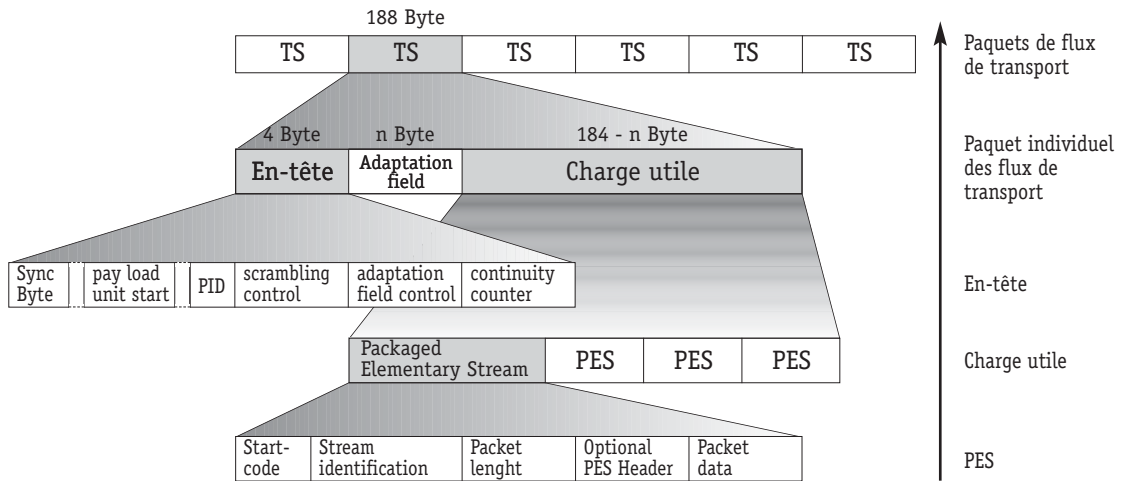 188 Byte
TS TS TS TS TS TS
Paquets de flux
de transport
4 Byte n Byte 184 - n Byte
En-tête
Adaptation
field
Charge utile
Paquet individuel
des flux de
transport
Sync
Byte
pay load
unit start
PID
scrambling
control
adaptation
field control
continuity
counter
En-tête
Packaged
Elementary Stream
PES PES PES
Charge utile
Start-
code
Stream
identification
Packet
lenght
Optional
PES Header
Packet
data
PES